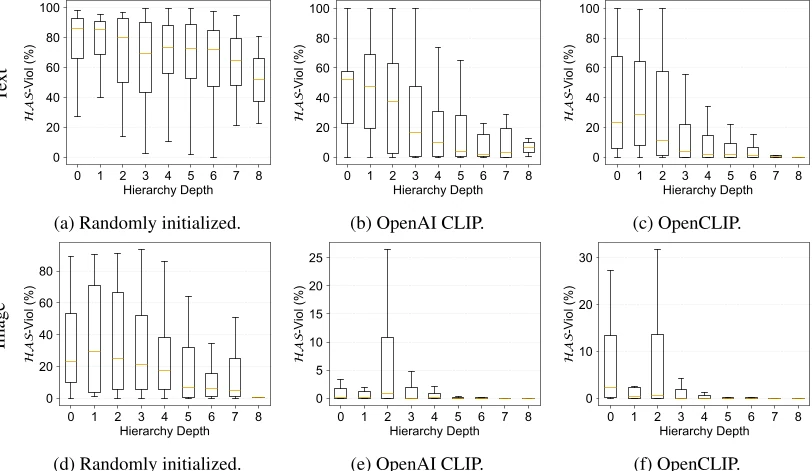 Text
HAS-Viol (%)
100
80
60
40
20
0
0 1 2 3 4 5 6 7 8
Hierarchy Depth
(a) Randomly initialized.
HAS-Viol (%)
100
80
60
40
20
0
0 1 2 3 4 5 6 7 8
Hierarchy Depth
(b) OpenAI CLIP.
HAS-Viol (%)
100
80
60
40
20
0
0 1 2 3 4 5 6 7 8
Hierarchy Depth
(c) OpenCLIP.
Image
HAS-Viol (%)
80
60
40
20
0
0 1 2 3 4 5 6 7 8
Hierarchy Depth
(d) Randomly initialized.
HAS-Viol (%)
25
20
15
10
5
0
0 1 2 3 4 5 6 7 8
Hierarchy Depth
(e) OpenAI CLIP.
HAS-Viol (%)
30
20
10
0
0 1 2 3 4 5 6 7 8
Hierarchy Depth
(f) OpenCLIP.